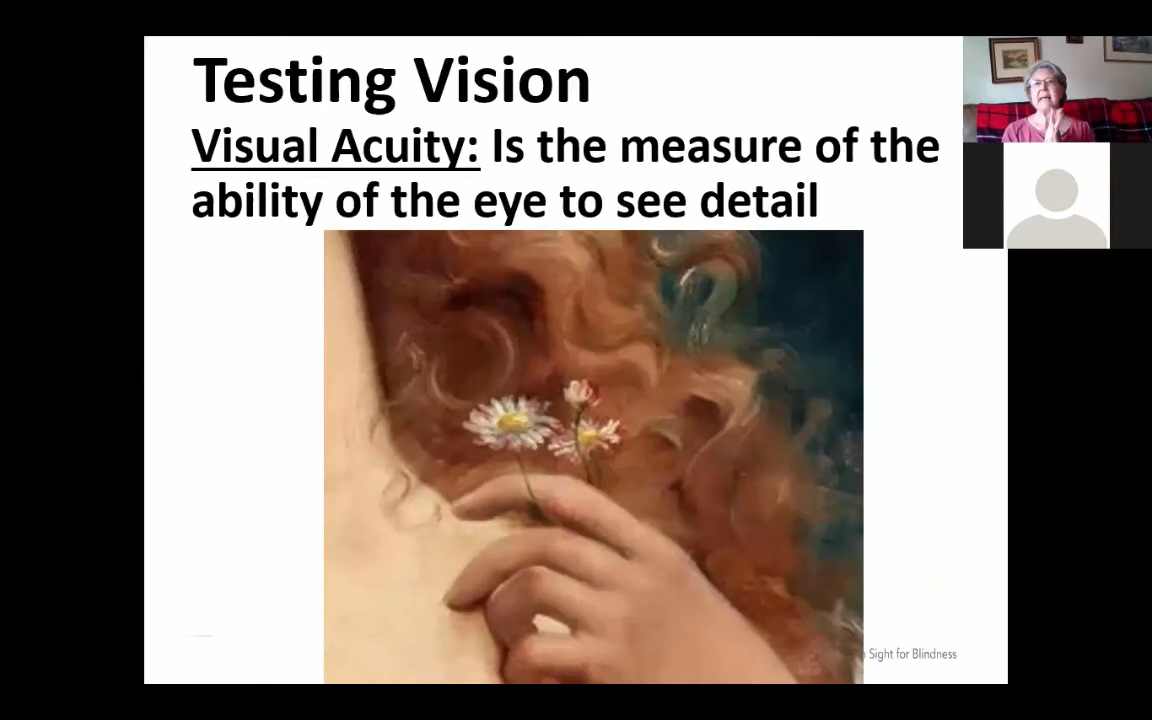 Testing Vision
Visual Acuity: Is the measure of the
ability of the eye to see detail
Sight for Blindness